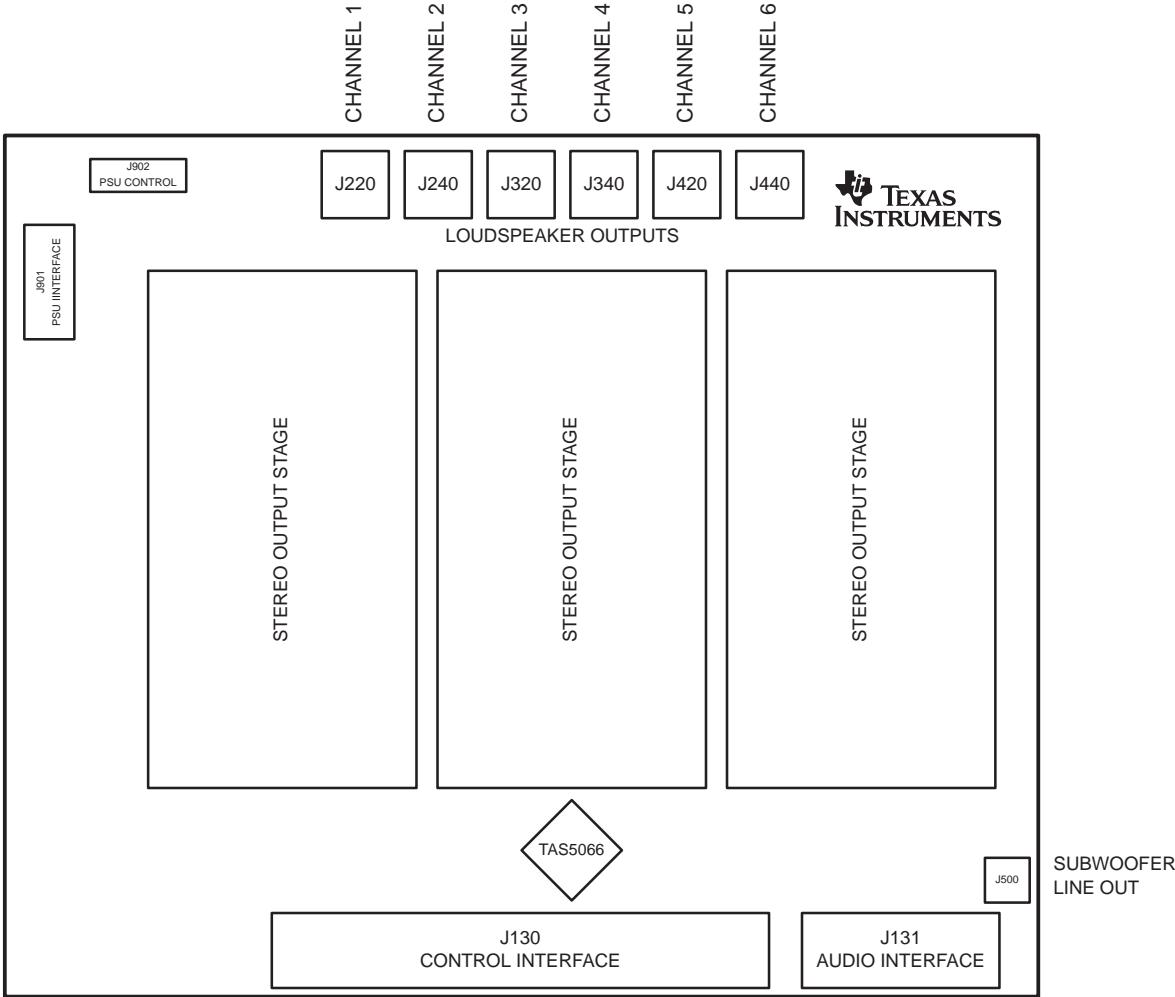 CHANNEL 1
CHANNEL 2
CHANNEL 3
CHANNEL 4
CHANNEL 5
CHANNEL 6
J902
PSU CONTROL
J220
J240
J320
J340
J420
J440
TEXAS
INSTRUMENTS
LOUDSPEAKER OUTPUTS
J901
PSU IINTERFACE
STEREO OUTPUT STAGE
STEREO OUTPUT STAGE
STEREO OUTPUT STAGE
TAS5066
J500
SUBWOOFER
LINE OUT
J130
CONTROL INTERFACE
J131
AUDIO INTERFACE